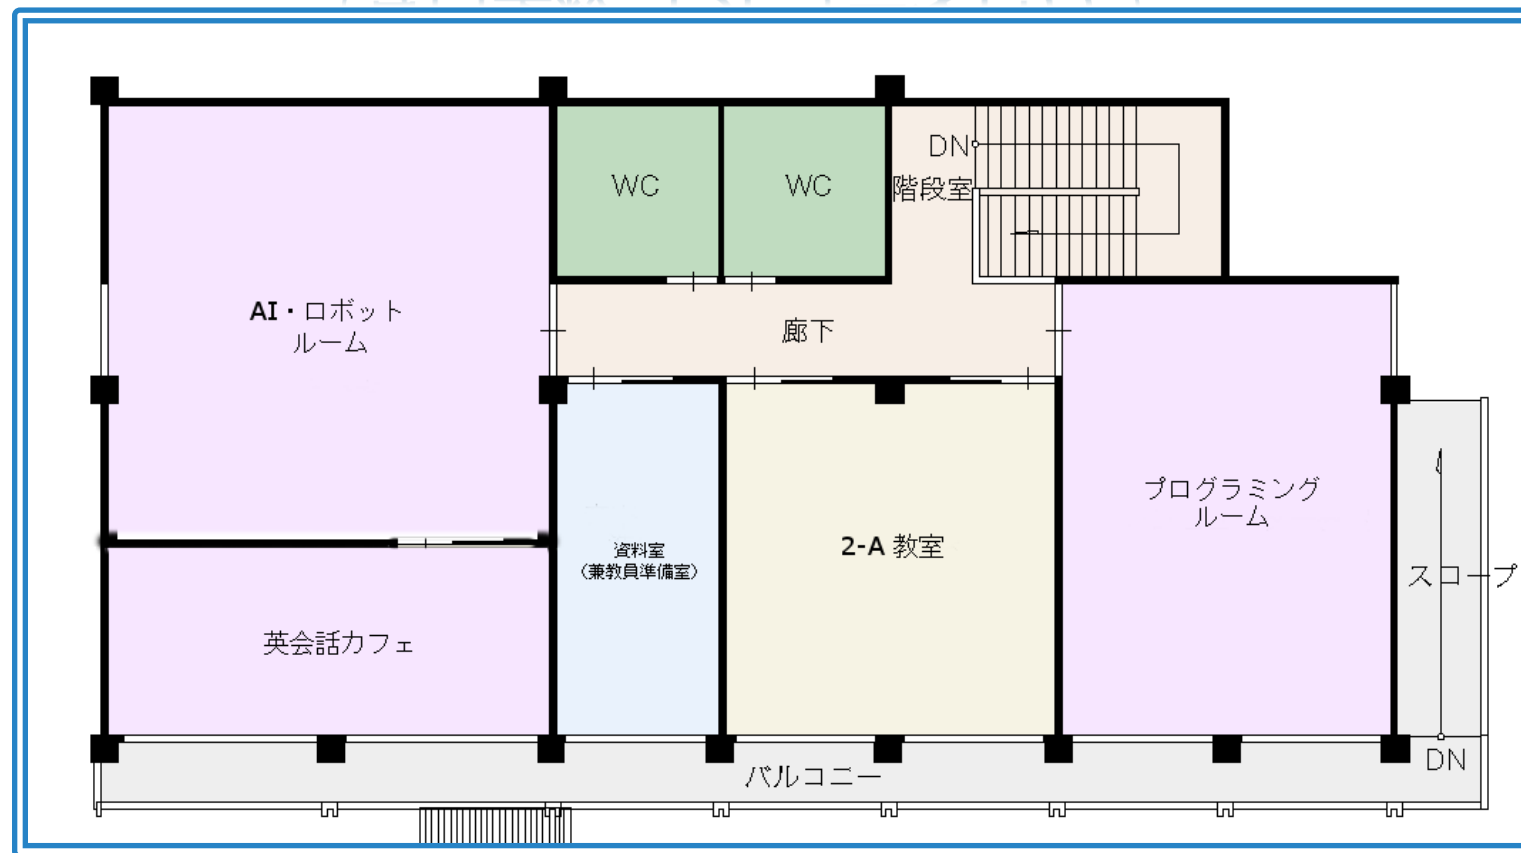 DN
階段室
WC
WC
AI・ロボット
ルーム
廊下
プログラミング
ルーム
資料室
(兼教員準備室)
2-A 教室
スロープ
英会話カフェ
バルコニー
DN